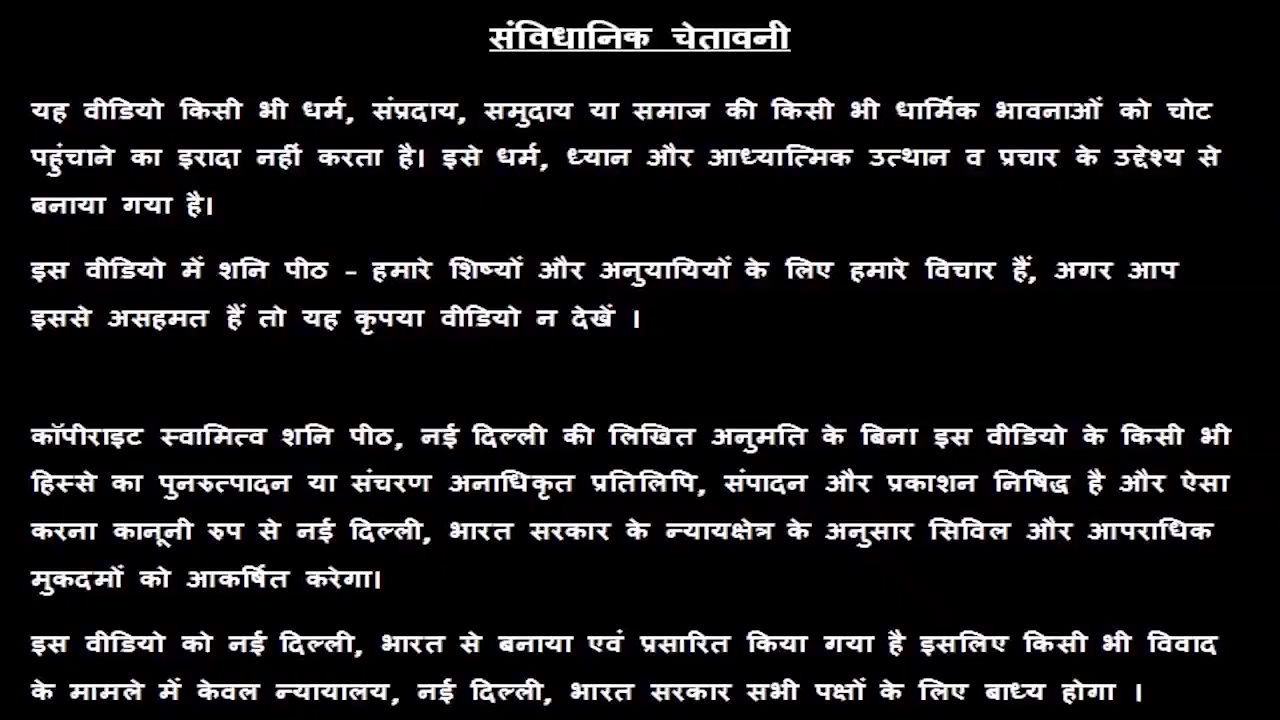 संविधानिक चेतावनी
यह वीडियो किसी भी धर्म, संप्रदाय, समुदाय या समाज की किसी भी धार्मिक भावनाओं को चोट
पहुंचाने का इरादा नहीं करता है। इसे धर्म, ध्यान और आध्यात्मिक उत्थान व प्रचार के उद्देश्य से
बनाया गया है।
इस वीडियो में शनि पीठ – हमारे शिष्यों और अनुयायियों के लिए हमारे विचार हैं, अगर आप
इससे असहमत हैं तो यह कृपया वीडियो न देखें ।
कॉपीराइट स्वामित्व शनि पीठ, नई दिल्ली की लिखित अनुमति के बिना इस वीडियो के किसी भी
हिस्से का पुनरुत्पादन या संचरण अनाधिकृत प्रतिलिपि, संपादन और प्रकाशन निषिद्ध है और ऐसा
करना कानूनी रुप से नई दिल्ली, भारत सरकार के न्यायक्षेत्र के अनुसार सिविल और आपराधिक
मुकदमों को आकर्षित करेगा।
इस वीडियो को नई दिल्ली, भारत से बनाया एवं प्रसारित किया गया है इसलिए किसी भी विवाद
के मामले में केवल न्यायालय, नई दिल्ली, भारत सरकार सभी पक्षों के लिए बाध्य होगा ।